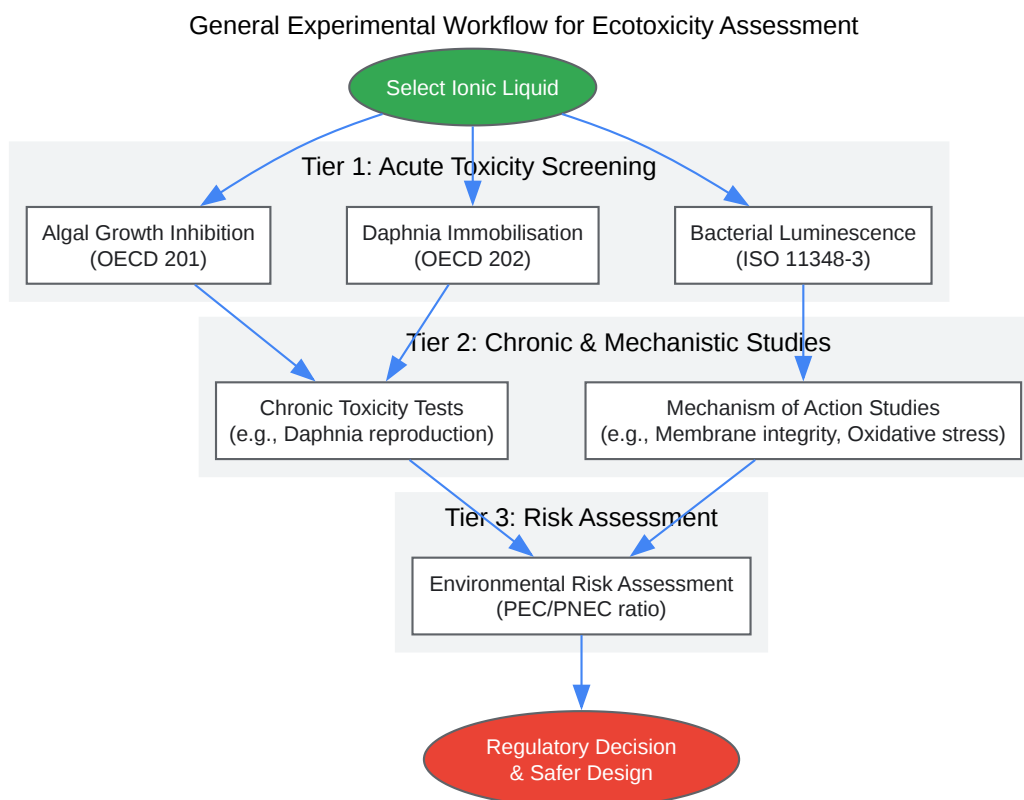 General Experimental Workflow for Ecotoxicity Assessment
Select Ionic Liquid
Tier 1: Acute Toxicity Screening
Algal Growth Inhibition
(OECD 201)
Daphnia Immobilisation
(OECD 202)
Bacterial Luminescence
(ISO 11348-3)
Tier 2: Chronic & Mechanistic Studies
Chronic Toxicity Tests
(e.g., Daphnia reproduction)
Mechanism of Action Studies
(e.g., Membrane integrity, Oxidative stress)
Tier 3: Risk Assessment
Environmental Risk Assessment
(PEC/PNEC ratio)
Regulatory Decision
& Safer Design